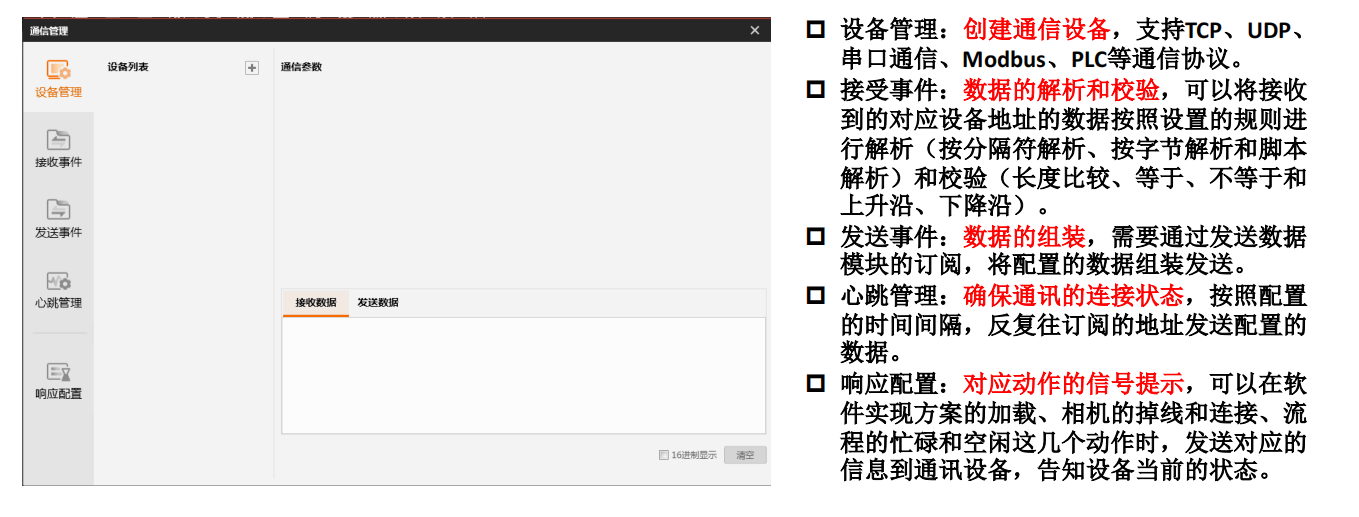 通信管理
设备管理
接收事件
发送事件
心跳管理
响应配置
设备列表
通信参数
接收数据 发送数据
16进制显示 清空
设备管理：创建通信设备，支持TCP、UDP、
串口通信、Modbus、PLC等通信协议。
接受事件：数据的解析和校验，可以将接收
到的对应设备地址的数据按照设置的规则进
行解析（按分隔符解析、按字节解析和脚本
解析）和校验（长度比较、等于、不等于和
上升沿、下降沿）。
发送事件：数据的组装，需要通过发送数据
模块的订阅，将配置的数据组装发送。
心跳管理：确保通讯的连接状态，按照配置
的时间间隔，反复往订阅的地址发送配置的
数据。
响应配置：对应动作的信号提示，可以在软
件实现方案的加载、相机的掉线和连接、流
程的忙碌和空闲这几个动作时，发送对应的
信息到通讯设备，告知设备当前的状态。